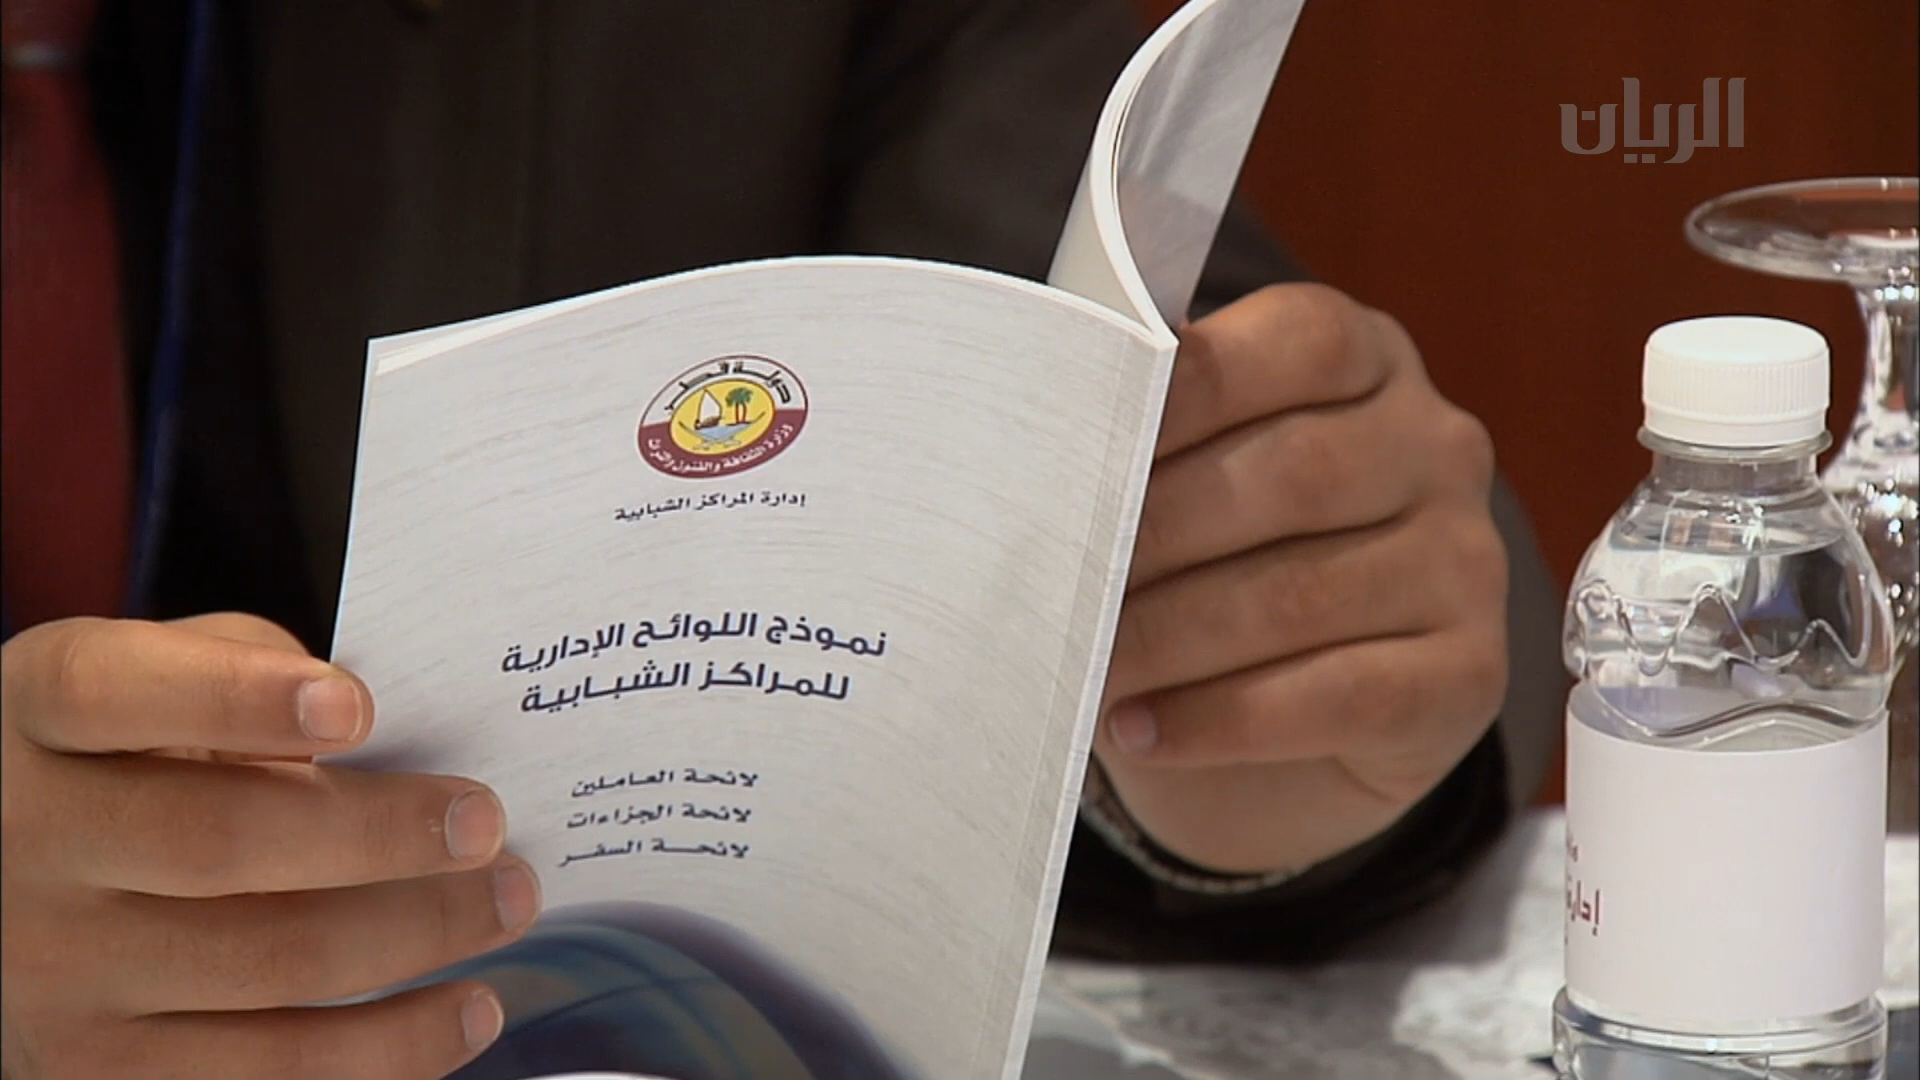 الريان
دولة قطر
وزارة الثقافة والفنون والتراث
إدارة المراكز الشبابية
نموذج اللوائح الإدارية
للمراكز الشبابية
لائحة العاملين
لائحة الجزاءات
لائحة السفر
إدارة